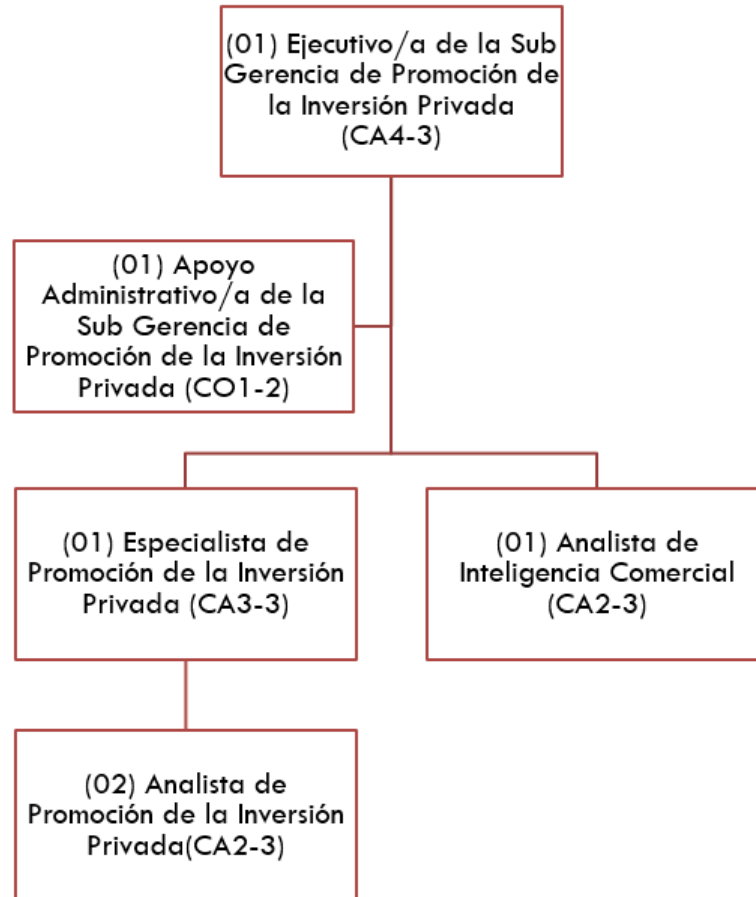 (01) Ejecutivo/a de la Sub
Gerencia de Promoción de
la Inversión Privada
(CA4-3)
(01) Apoyo
Administrativo/a de la
Sub Gerencia de
Promoción de la Inversión
Privada (CO1-2)
(01) Especialista de
Promoción de la Inversión
Privada (CA3-3)
(01) Analista de
Inteligencia Comercial
(CA2-3)
(02) Analista de
Promoción de la Inversión
Privada(CA2-3)